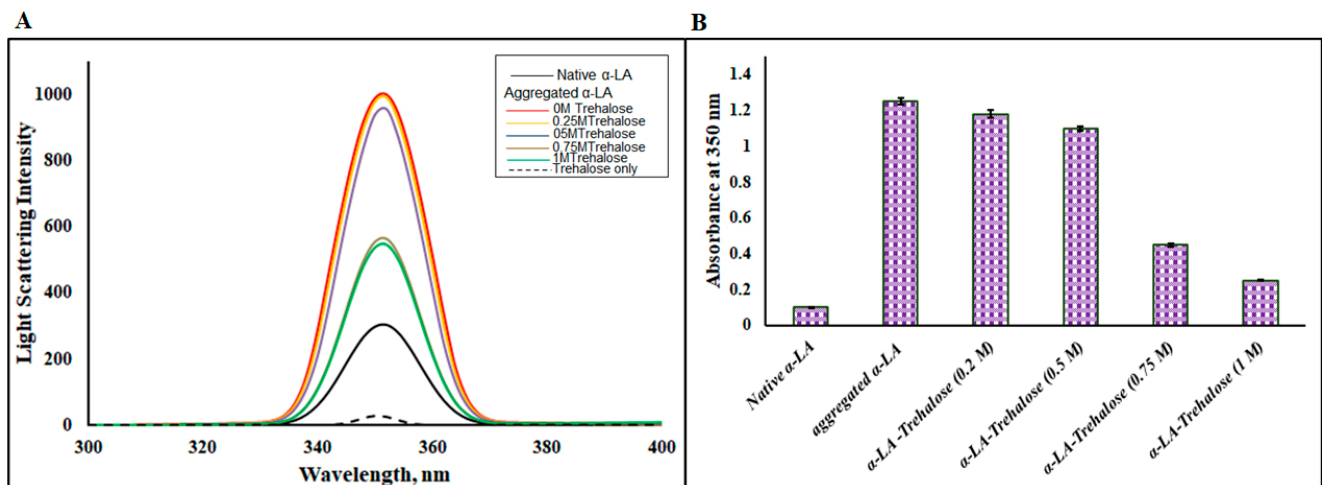 A
Light Scattering Intensity
1000
800
600
400
200
0
300
320
340
360
380
400
Wavelength, nm
Native α-LA
Aggregated α-LA
0M Trehalose
0.25MTrehalose
05MTrehalose
0.75MTrehalose
1MTrehalose
Trehalose only
B
Absorbance at 350 nm
1.4
1.2
1
0.8
0.6
0.4
0.2
0
Native α-LA
aggregated α-LA
α-LA -Trehalose (0.2 M)
α-LA-Trehalose (0.5 M)
α-LA-Trehalose (0.75 M)
α-LA-Trehalose (1 M)